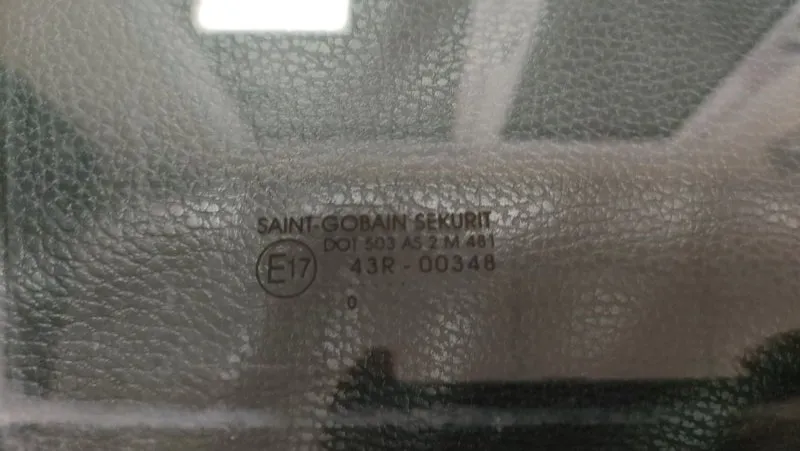 SAINT-GOBAIN SEKURIT
DOT 503 AS 2 M 481
E17 43R - 00348
0